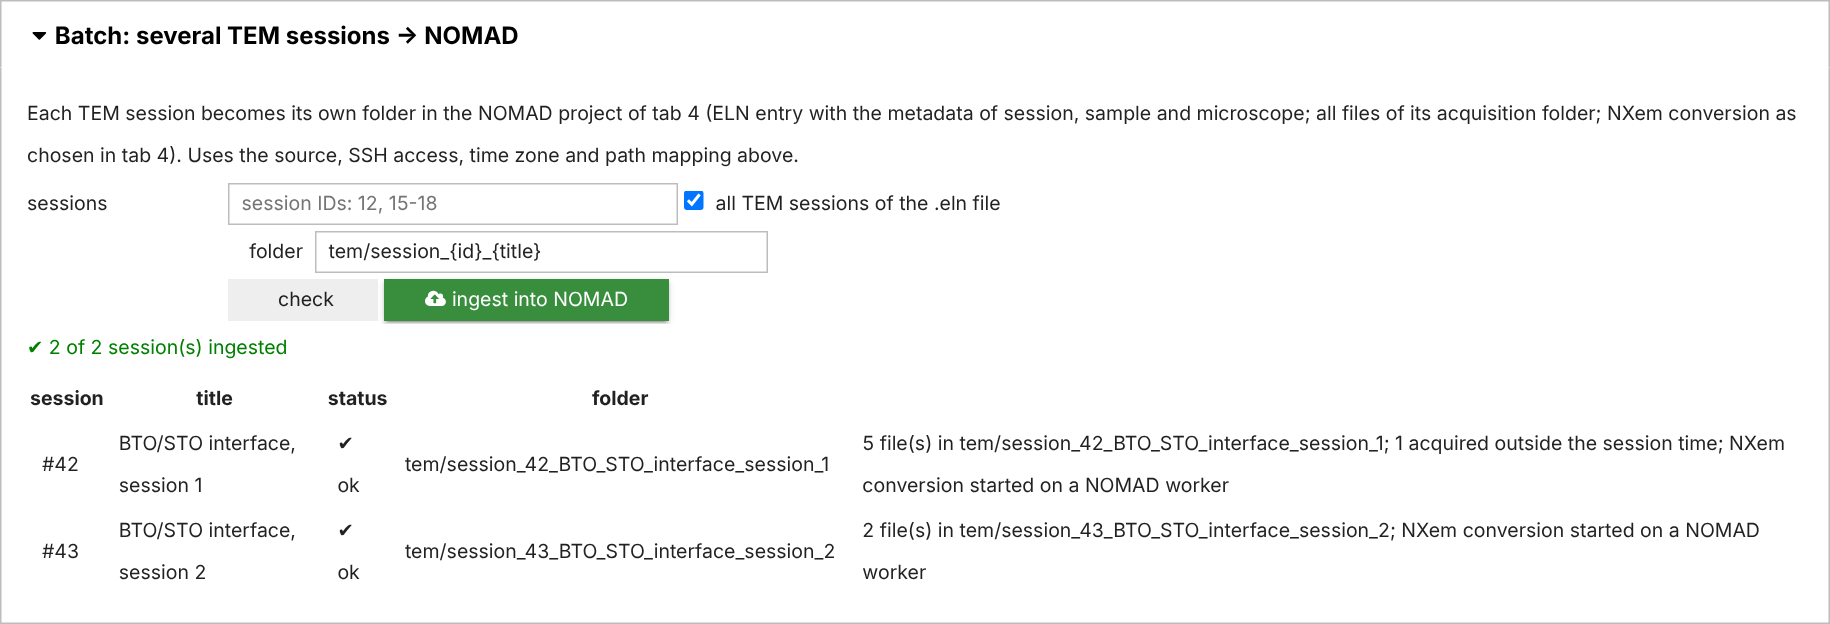 Batch: several TEM sessions → NOMAD
Each TEM session becomes its own folder in the NOMAD project of tab 4 (ELN entry with the metadata of session, sample and microscope; all files of its acquisition folder; NXem conversion as
chosen in tab 4). Uses the source, SSH access, time zone and path mapping above.
sessions session IDs: 12, 15-18 all TEM sessions of the .eln file
folder tem/session_{id}_{title}
check ingest into NOMAD
✔ 2 of 2 session(s) ingested
session title status folder
#42 BTO/STO interface, session 1 ✔ ok tem/session_42_BTO_STO_interface_session_1 5 file(s) in tem/session_42_BTO_STO_interface_session_1; 1 acquired outside the session time; NXem conversion started on a NOMAD worker
#43 BTO/STO interface, session 2 ✔ ok tem/session_43_BTO_STO_interface_session_2 2 file(s) in tem/session_43_BTO_STO_interface_session_2; NXem conversion started on a NOMAD worker